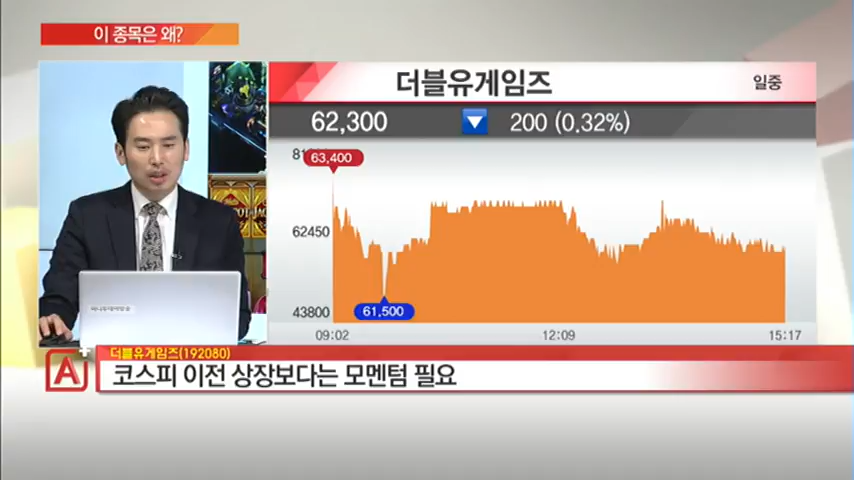 이 종목은 왜?
더블유게임즈
일중
62,300
200 (0.32%)
63,400
62450
43800
61,500
09:02
12:09
15:17
더블유게임즈(192080)
A+
코스피 이전 상장보다는 모멘텀 필요